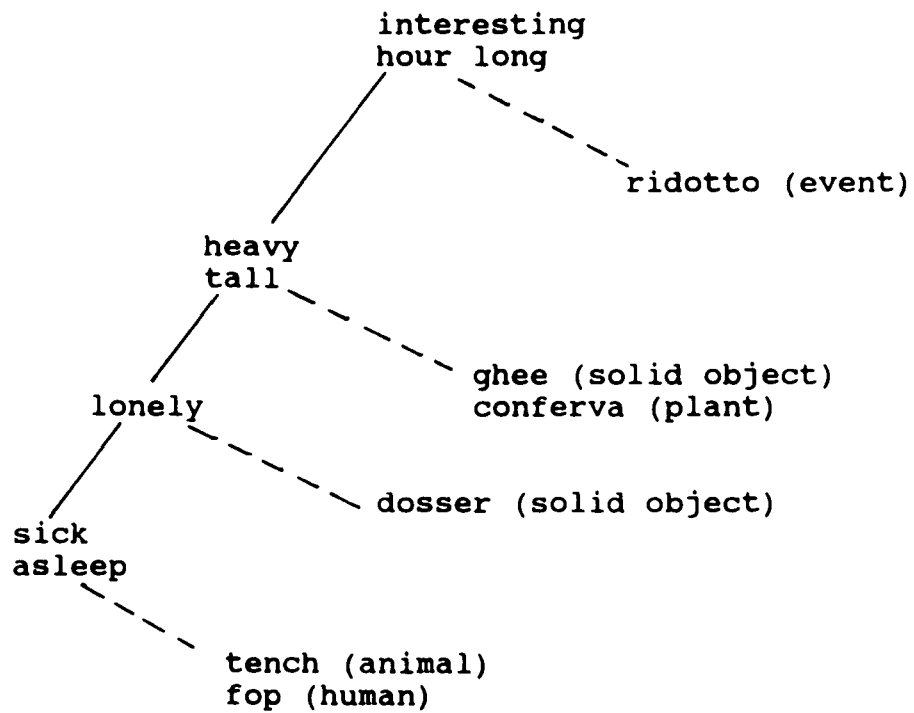 interesting
hour long
ridotto (event)
heavy
tall
ghee (solid object)
conferva (plant)
lonely
dosser (solid object)
sick
asleep
tench (animal)
fop (human)